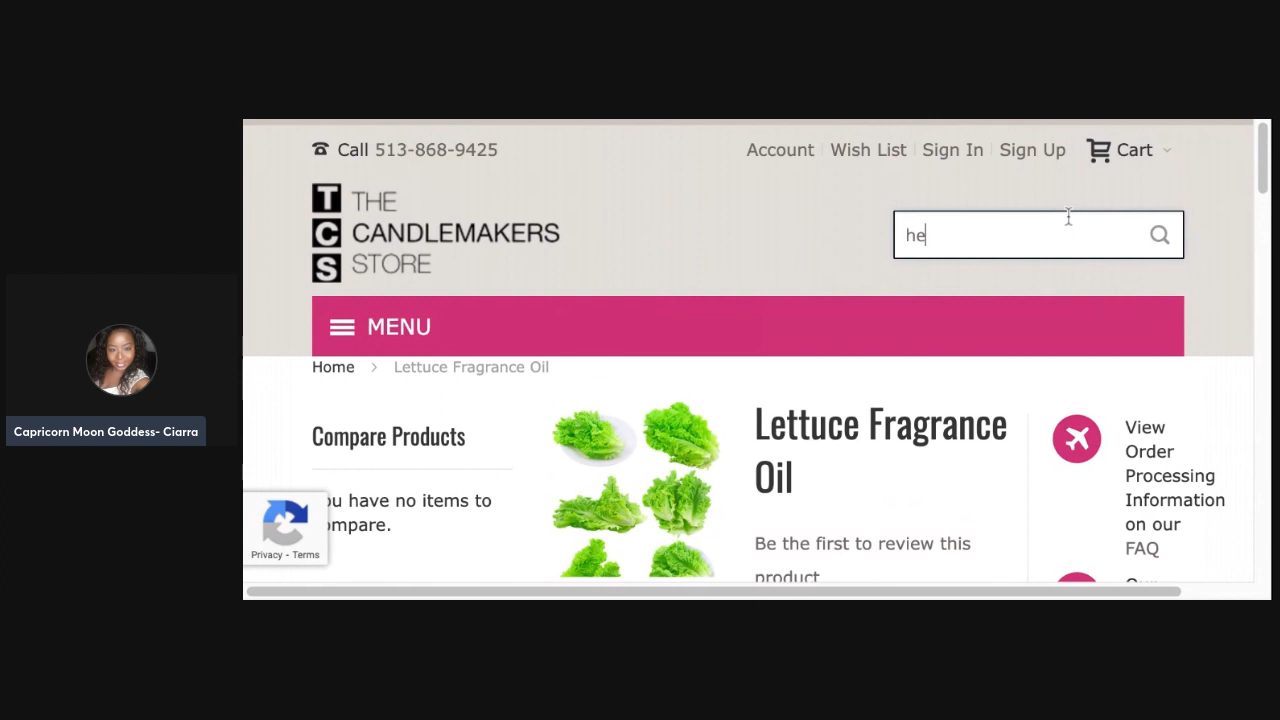 Call 513-868-9425
Account Wish List Sign In Sign Up Cart
T THE
C CANDLEMAKERS
S STORE
he
MENU
Home > Lettuce Fragrance Oil
Compare Products
ou have no items to
ompare.
Lettuce Fragrance
Oil
Be the first to review this
product
View
Order
Processing
Information
on our
FAQ
Privacy - Terms
Capricorn Moon Goddess- Ciarra